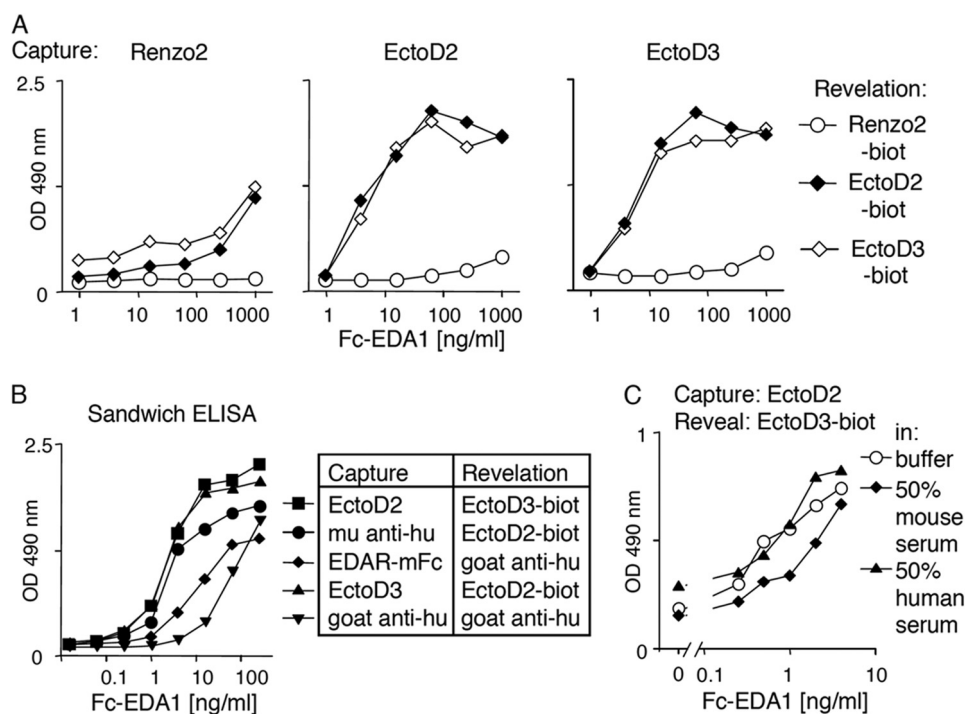 A
Capture: Renzo2 EctoD2 EctoD3
2.5
490
0
OD 490 nm
1 10 100 1000
1 10 100 1000
1 10 100 1000
Fc-EDA1 [ng/ml]
Revelation:
Renzo2
-biot
EctoD2
-biot
EctoD3
-biot
B
Sandwich ELISA
2.5
490
0
OD 490 nm
0.1 1 10 100
Fc-EDA1 [ng/ml]
Capture Revelation
EctoD2 EctoD3-biot
mu anti-hu EctoD2-biot
EDAR-mFc goat anti-hu
EctoD3 EctoD2-biot
goat anti-hu goat anti-hu
C
Capture: EctoD2
Reveal: EctoD3-biot
1
0
OD 490 nm
0 0.1 1 10
Fc-EDA1 [ng/ml]
in:
buffer
50%
mouse
serum
50%
human
serum